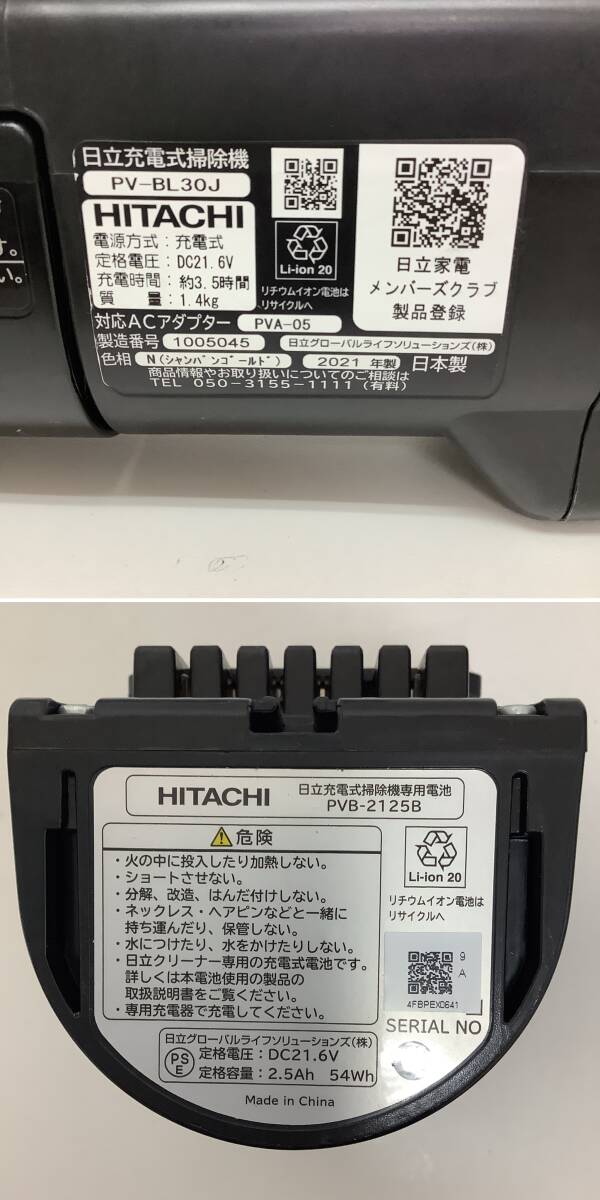 す。
い。
日立充電式掃除機
PV-BL30J
HITACHI
電源方式：充電式
定格電圧：DC21.6V
充電時間：約3.5時間
質　　量：1.4kg
Li-ion 20
リチウムイオン電池は
リサイクルへ
日立家電
メンバーズクラブ
製品登録
対応ACアダプター PVA-05
製造番号 1005045 日立グローバルライフソリューションズ(株)
色相 N(シャンパンゴールド) 2021 年製 日本製
商品情報やお取り扱いについてのご相談は
TEL 050-3155-1111 (有料)
HITACHI
日立充電式掃除機専用電池
PVB-2125B
危険
・火の中に投入したり加熱しない。
・ショートさせない。
・分解、改造、はんだ付けしない。
・ネックレス・ヘアピンなどと一緒に
持ち運んだり、保管しない。
・水につけたり、水をかけたりしない。
・日立クリーナー専用の充電式電池です。
詳しくは本電池使用の製品の
取扱説明書をご覧ください。
・専用充電器で充電してください。
Li-ion 20
リチウムイオン電池は
リサイクルへ
9
A
4FBPEX0641
SERIAL NO
日立グローバルライフソリューションズ(株)
PSE
定格電圧：DC21.6V
定格容量：2.5Ah 54Wh
Made in China